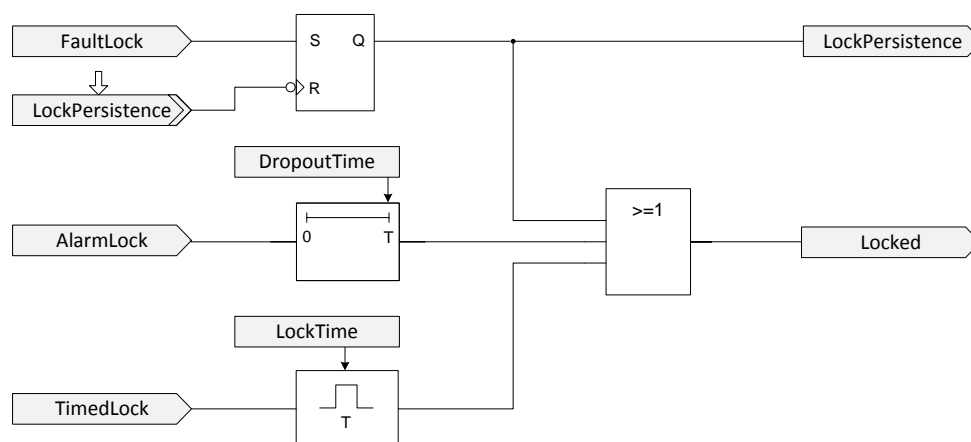 FaultLock
S
Q
LockPersistence
LockPersistence
R
DropoutTime
>=1
AlarmLock
0
T
Locked
LockTime
TimedLock
T